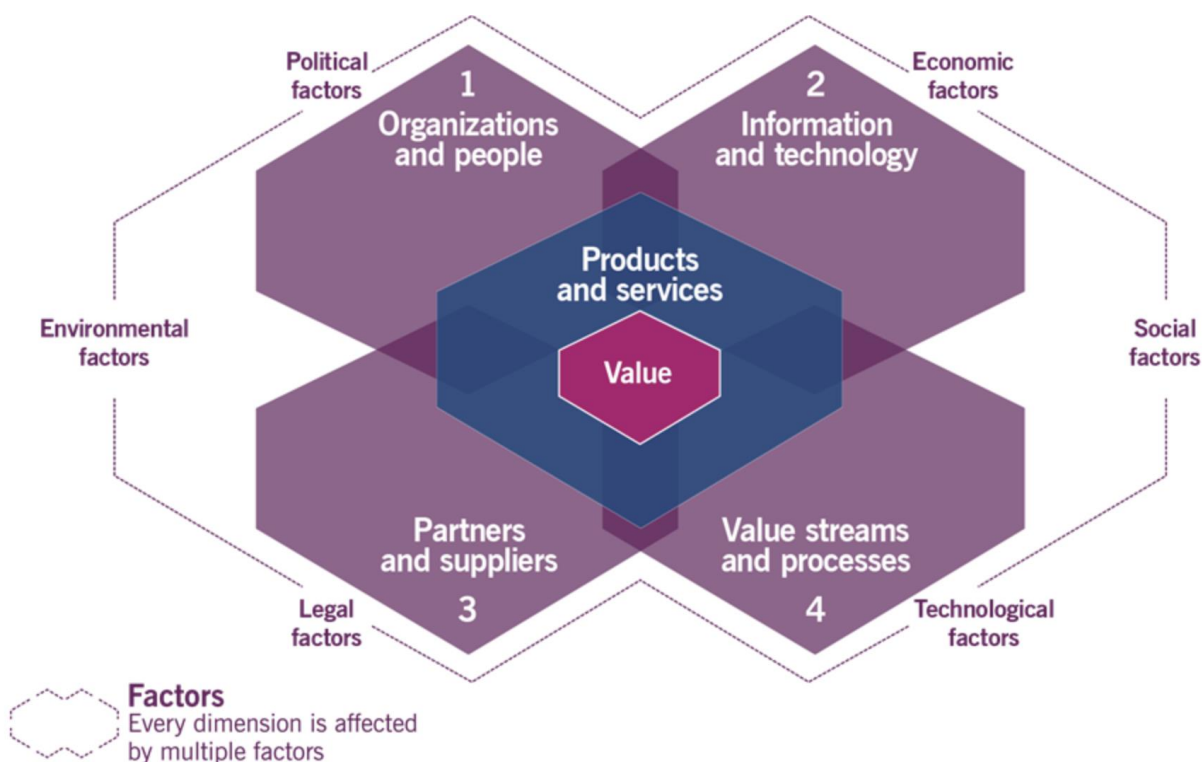 Political
factors
Economic
factors
1
Organizations
and people
2
Information
and technology
Products
and services
Value
Environmental
factors
Social
factors
Partners
and suppliers
3
Value streams
and processes
4
Legal
factors
Technological
factors
Factors
Every dimension is affected
by multiple factors